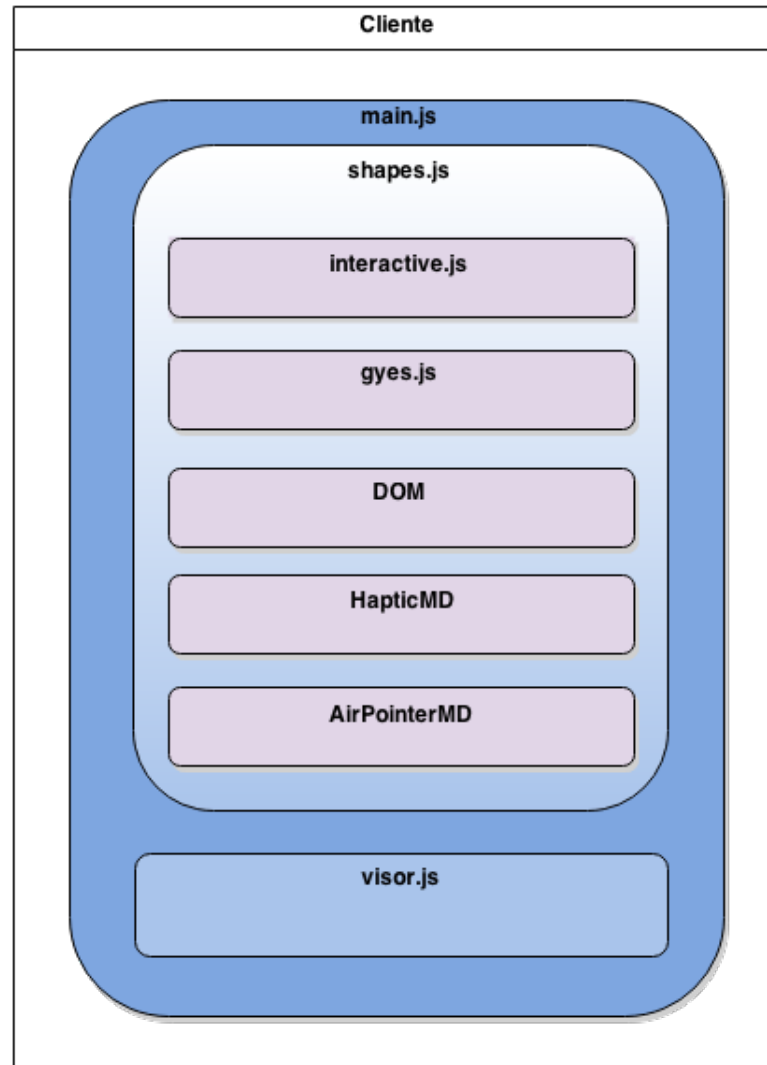 Cliente
main.js
shapes.js
interactive.js
gyes.js
DOM
HapticMD
AirPointerMD
visor.js